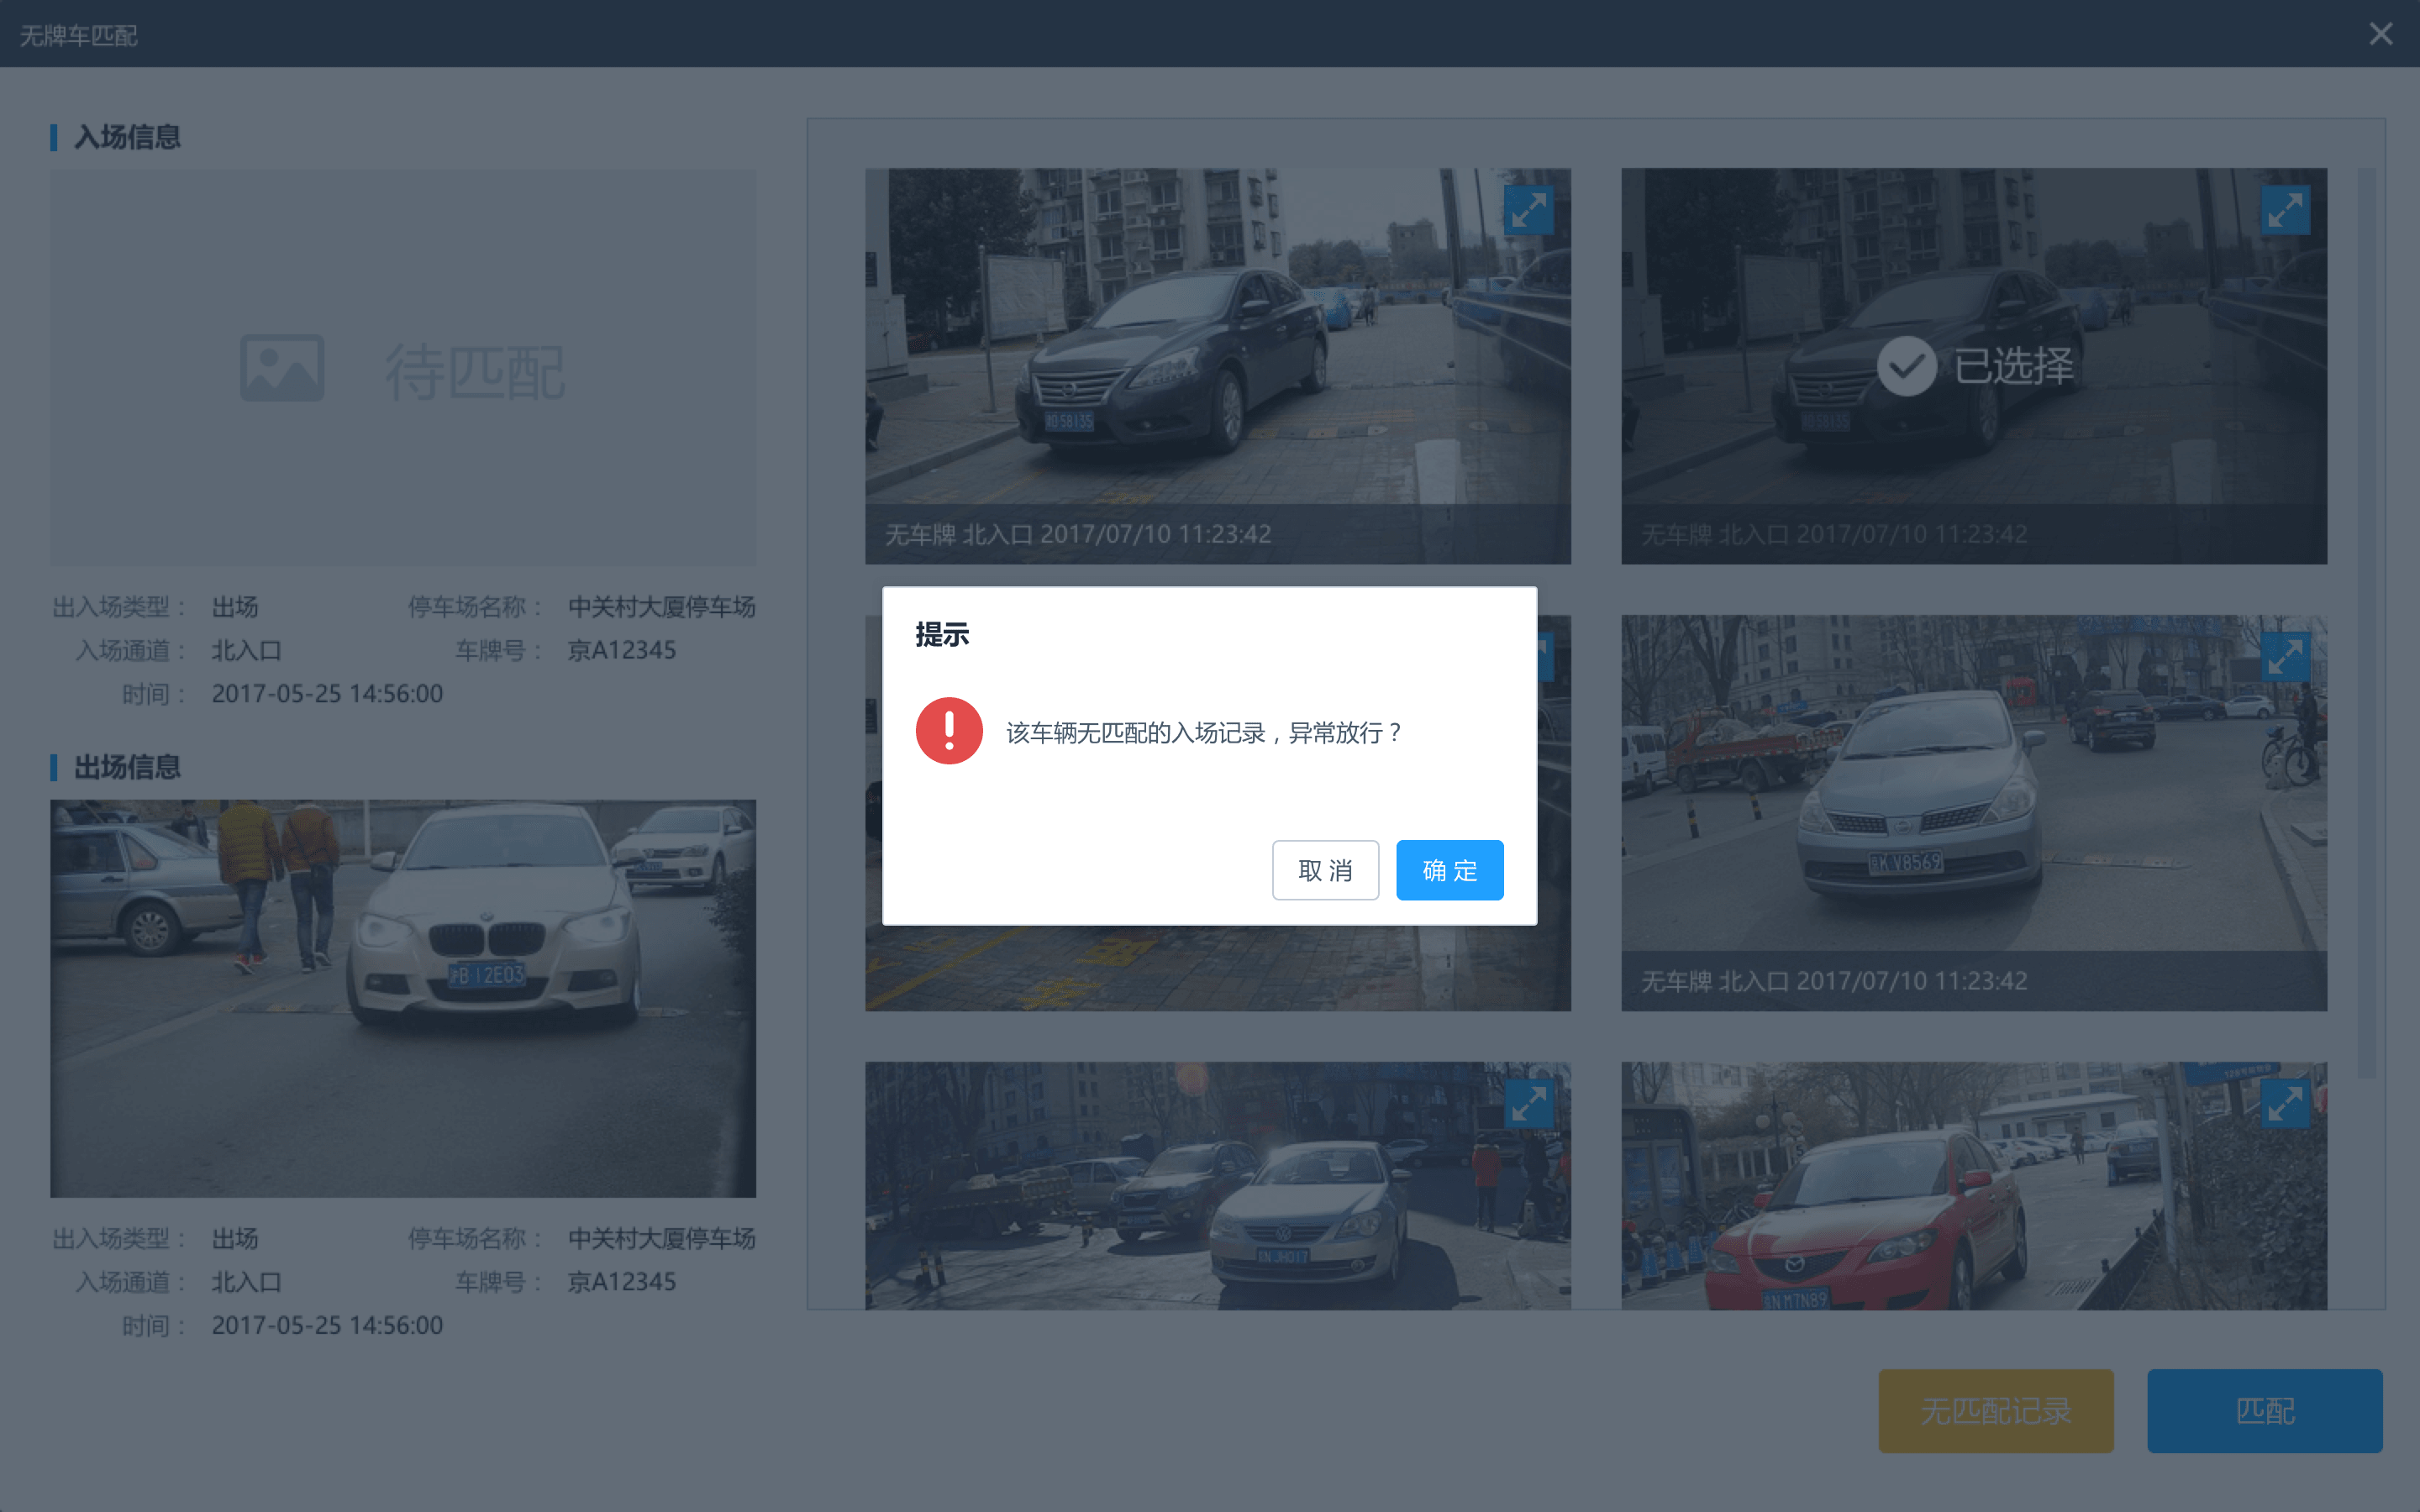 无牌车匹配
入场信息
待匹配
出入场类型： 出场 停车场名称： 中关村大厦停车场
入场通道： 北入口 车牌号： 京A12345
时间： 2017-05-25 14:56:00
出场信息
B·12E03
出入场类型： 出场 停车场名称： 中关村大厦停车场
入场通道： 北入口 车牌号： 京A12345
时间： 2017-05-25 14:56:00
58135
无车牌 北入口 2017/07/10 11:23:42
已选择
58135
无车牌 北入口 2017/07/10 11:23:42
提示
该车辆无匹配的入场记录，异常放行？
取消 确定
KV8569
无车牌 北入口 2017/07/10 11:23:42
无匹配记录 匹配